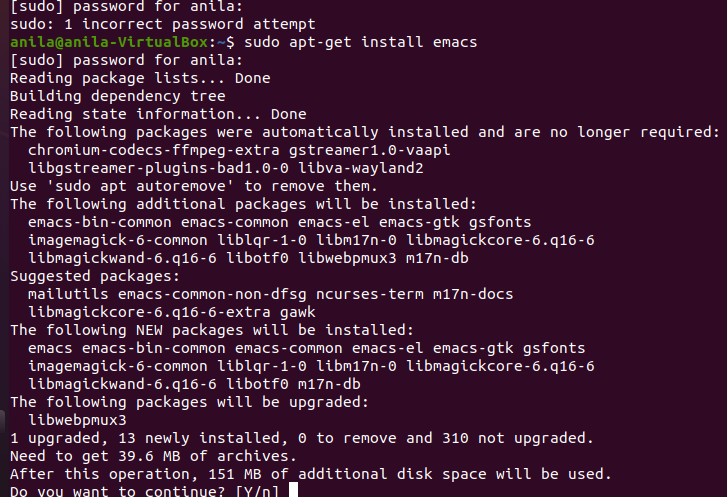 [sudo] password for anila:
sudo: 1 incorrect password attempt
anila@anila-VirtualBox:~$ sudo apt-get install emacs
[sudo] password for anila:
Reading package lists... Done
Building dependency tree
Reading state information... Done
The following packages were automatically installed and are no longer required:
  chromium-codecs-ffmpeg-extra gstreamer1.0-vaapi
  libgstreamer-plugins-bad1.0-0 libva-wayland2
Use 'sudo apt autoremove' to remove them.
The following additional packages will be installed:
  emacs-bin-common emacs-common emacs-el emacs-gtk gsfonts
  imagemagick-6-common liblqr-1-0 libm17n-0 libmagickcore-6.q16-6
  libmagickwand-6.q16-6 libotf0 libwebpmux3 m17n-db
Suggested packages:
  mailutils emacs-common-non-dfsg ncurses-term m17n-docs
  libmagickcore-6.q16-6-extra gawk
The following NEW packages will be installed:
  emacs emacs-bin-common emacs-common emacs-el emacs-gtk gsfonts
  imagemagick-6-common liblqr-1-0 libm17n-0 libmagickcore-6.q16-6
  libmagickwand-6.q16-6 libotf0 m17n-db
The following packages will be upgraded:
  libwebpmux3
1 upgraded, 13 newly installed, 0 to remove and 310 not upgraded.
Need to get 39.6 MB of archives.
After this operation, 151 MB of additional disk space will be used.
Do you want to continue? [Y/n]